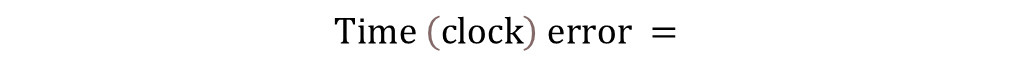 Time (clock) error =